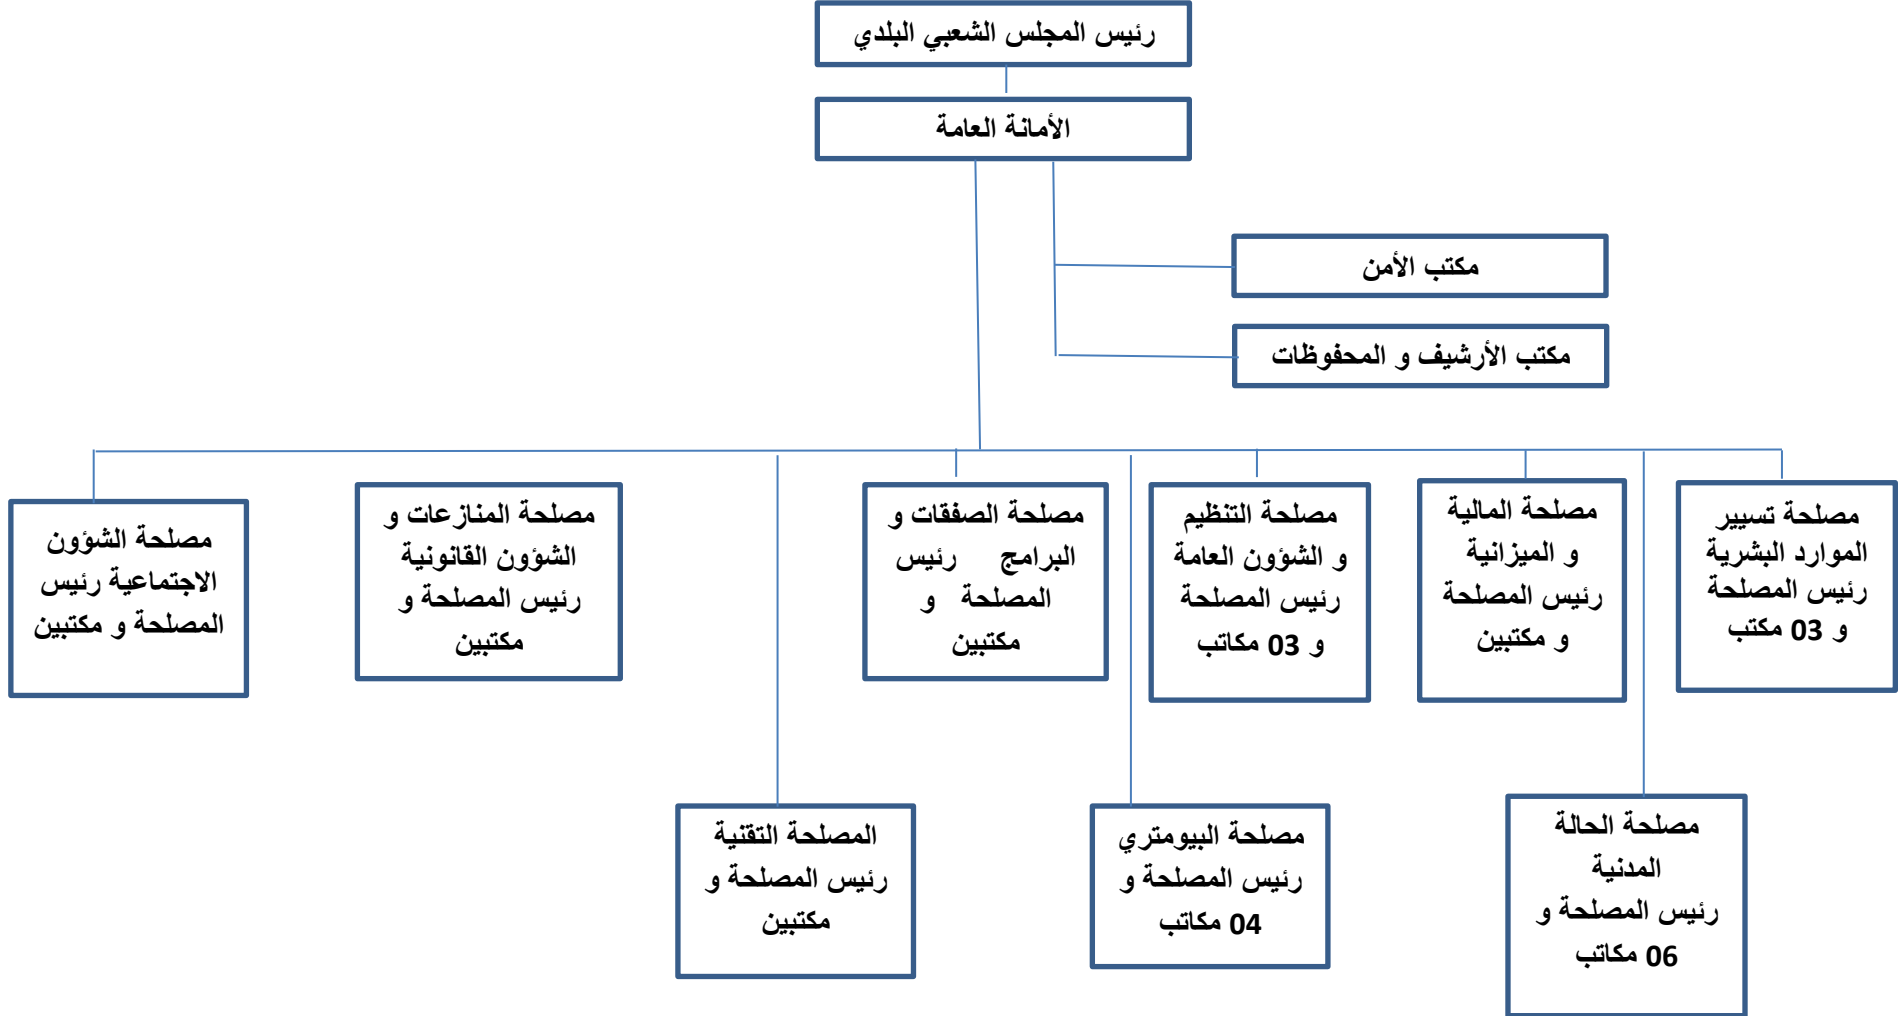 رئيس المجلس الشعبي البلدي
الأمانة العامة
مكتب الأمن
مكتب الأرشيف و المحفوظات
مصلحة تسيير
الموارد البشرية
رئيس المصلحة
و 03 مكتب
مصلحة المالية
و الميزانية
رئيس المصلحة
و مكتبين
مصلحة التنظيم
و الشؤون العامة
رئيس المصلحة
و 03 مكاتب
مصلحة الصفقات و
البرامج رئيس
المصلحة و
مكتبين
مصلحة المنازعات و
الشؤون القانونية
رئيس المصلحة و
مكتبين
مصلحة الشؤون
الاجتماعية رئيس
المصلحة و مكتبين
مصلحة الحالة
المدنية
رئيس المصلحة و
06 مكاتب
مصلحة البيومتري
رئيس المصلحة و
04 مكاتب
المصلحة التقنية
رئيس المصلحة و
مكتبين